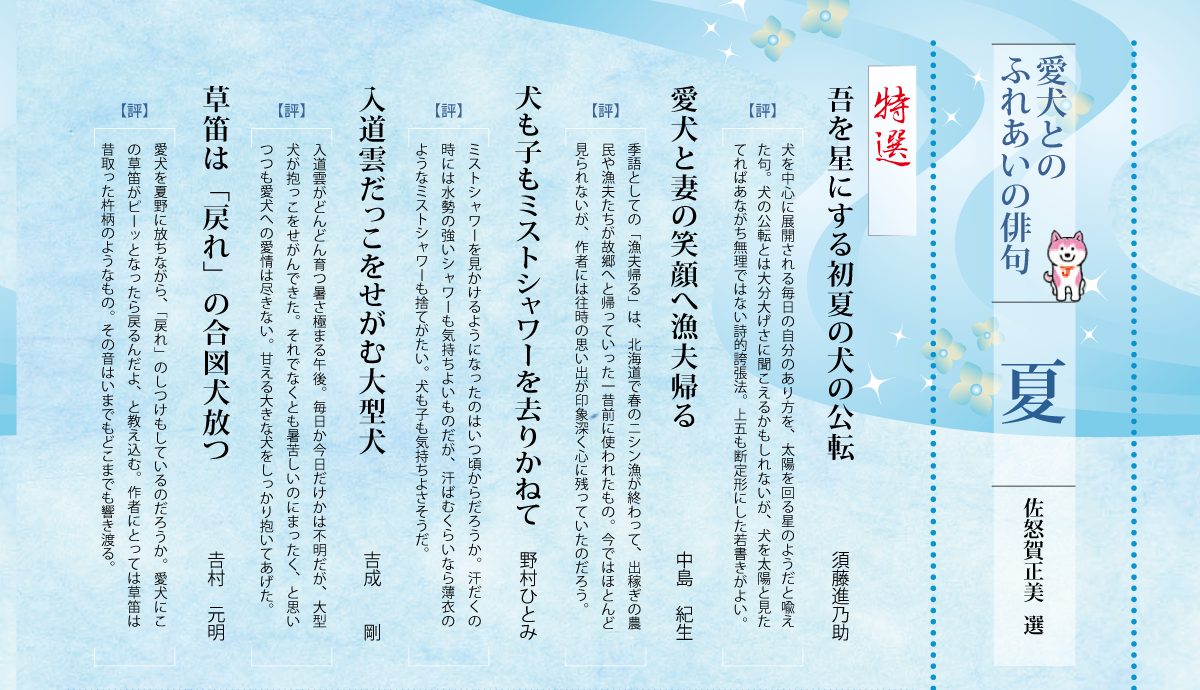 愛犬との
ふれあいの俳句
夏
佐怒賀正美 選
特選
吾を星にする初夏の犬の公転 須藤進乃助
【評】
犬を中心に展開される毎日の自分のあり方を、太陽を回る星のようだと喩え
た句。犬の公転とは大分大げさに聞こえるかもしれないが、犬を太陽と見た
てればあながち無理ではない詩的誇張法。上五も断定形にした若書きがよい。
愛犬と妻の笑顔へ漁夫帰る 中島 紀生
【評】
季語としての「漁夫帰る」は、北海道で春のニシン漁が終わって、出稼ぎの農
民や漁夫たちが故郷へと帰っていった一昔前に使われたもの。今ではほとんど
見られないが、作者には往時の思い出が印象深く心に残っていたのだろう。
犬も子もミストシャワーを去りかねて 野村ひとみ
【評】
ミストシャワーを見かけるようになったのはいつ頃からだろうか。汗だくの
時には水勢の強いシャワーも気持ちよいものだが、汗ばむくらいなら薄衣の
ようなミストシャワーも捨てがたい。犬も子も気持ちよさそうだ。
入道雲だっこをせがむ大型犬 吉成 剛
【評】
入道雲がどんどん育つ暑さ極まる午後。毎日か今日だけかは不明だが、大型
犬が抱っこをせがんできた。それでなくとも暑苦しいのにまったく、と思い
つつも愛犬への愛情は尽きない。甘える大きな犬をしっかり抱いてあげた。
草笛は「戻れ」の合図犬放つ 𠮷村 元明
【評】
愛犬を夏野に放ちながら、「戻れ」のしつけもしているのだろうか。愛犬にこ
の草笛がピーッとなったら戻るんだよ、と教え込む。作者にとっては草笛は
昔取った杵柄のようなもの。その音はいまでもどこまでも響き渡る。